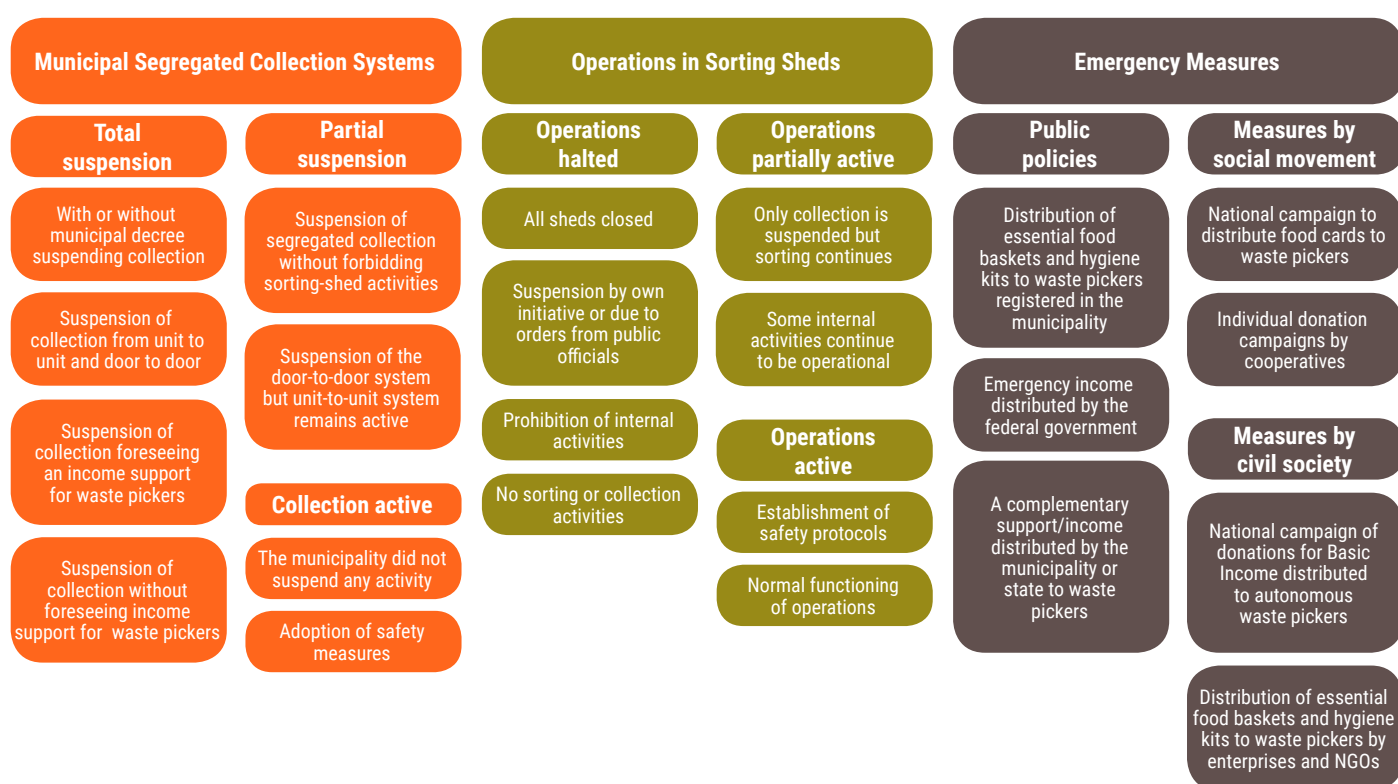 Municipal Segregated Collection Systems
Total
suspension
With or without
municipal decree
suspending collection
Suspension of
collection from unit to
unit and door to door
Suspension of
collection foreseeing
an income support
for waste pickers
Suspension of
collection without
foreseeing income
support for waste pickers
Partial
suspension
Suspension of
segregated collection
without forbidding
sorting-shed activities
Suspension of the
door-to-door system
but unit-to-unit system
remains active
Collection active
The municipality did not
suspend any activity
Adoption of safety
measures
Operations in Sorting Sheds
Operations
halted
All sheds closed
Suspension by own
initiative or due to
orders from public
officials
Prohibition of internal
activities
No sorting or collection
activities
Operations
partially active
Only collection is
suspended but
sorting continues
Some internal
activities continue
to be operational
Operations
active
Establishment of
safety protocols
Normal functioning
of operations
Emergency Measures
Public
policies
Distribution of
essential food
baskets and hygiene
kits to waste pickers
registered in the
municipality
Emergency income
distributed by the
federal government
A complementary
support/income
distributed by the
municipality or
state to waste
pickers
Measures by
social movement
National campaign to
distribute food cards to
waste pickers
Individual donation
campaigns by
cooperatives
Measures by
civil society
National campaign of
donations for Basic
Income distributed
to autonomous
waste pickers
Distribution of essential
food baskets and hygiene
kits to waste pickers by
enterprises and NGOs